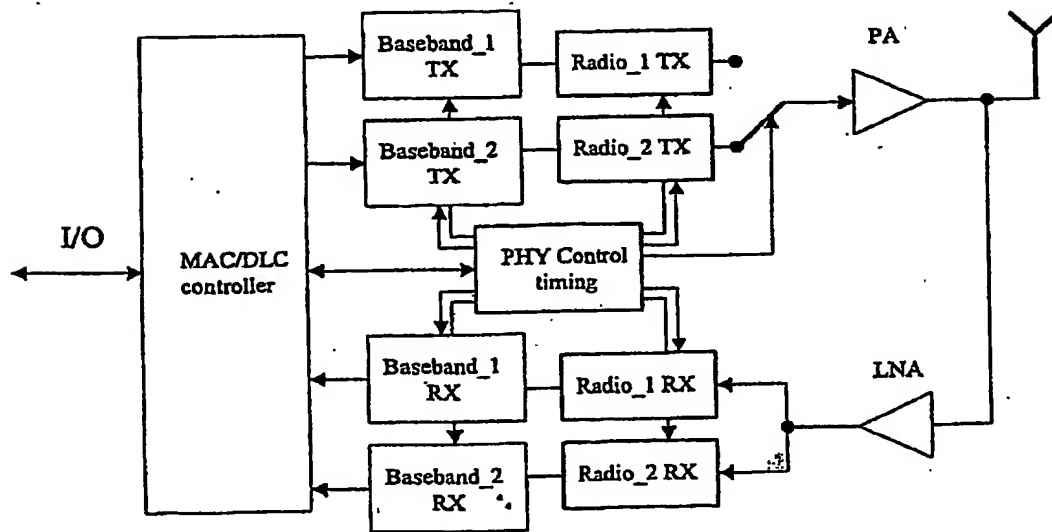 Baseband_1
TX
Radio_1 TX
PA
Baseband_2
TX
Radio_2 TX
I/O
MAC/DLC
controller
PHY Control
timing
Baseband_1
RX
Radio_1 RX
LNA
Baseband_2
RX
Radio_2 RX